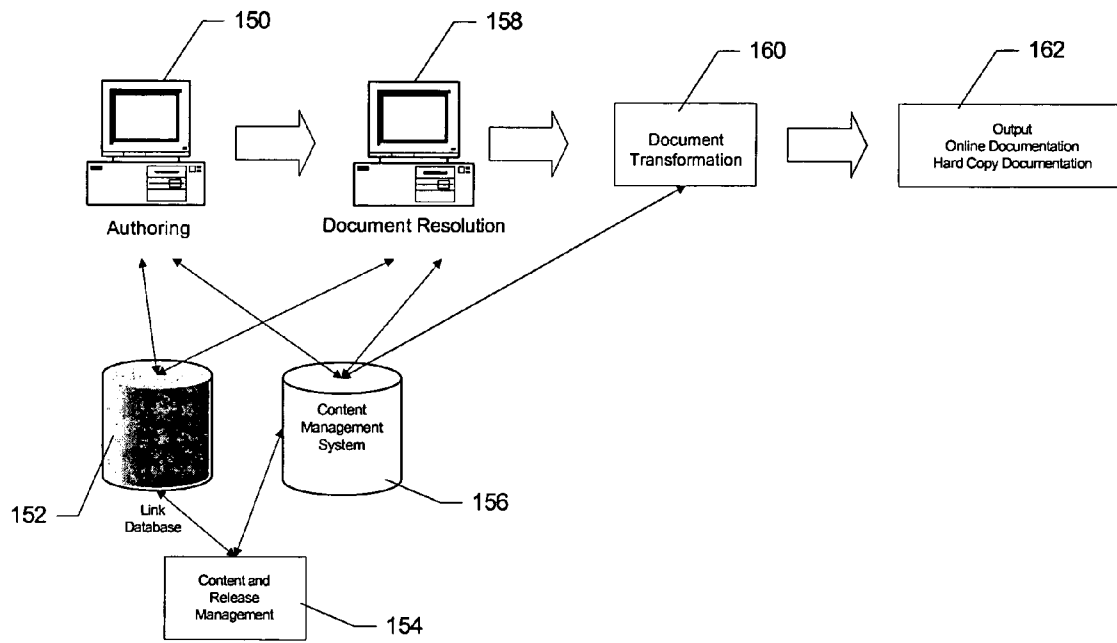 150
158
160
162
Document
Transformation
Output
Online Documentation
Hard Copy Documentation
Authoring
Document Resolution
Content
Management
System
152
Link
Database
156
Content and
Release
Management
154